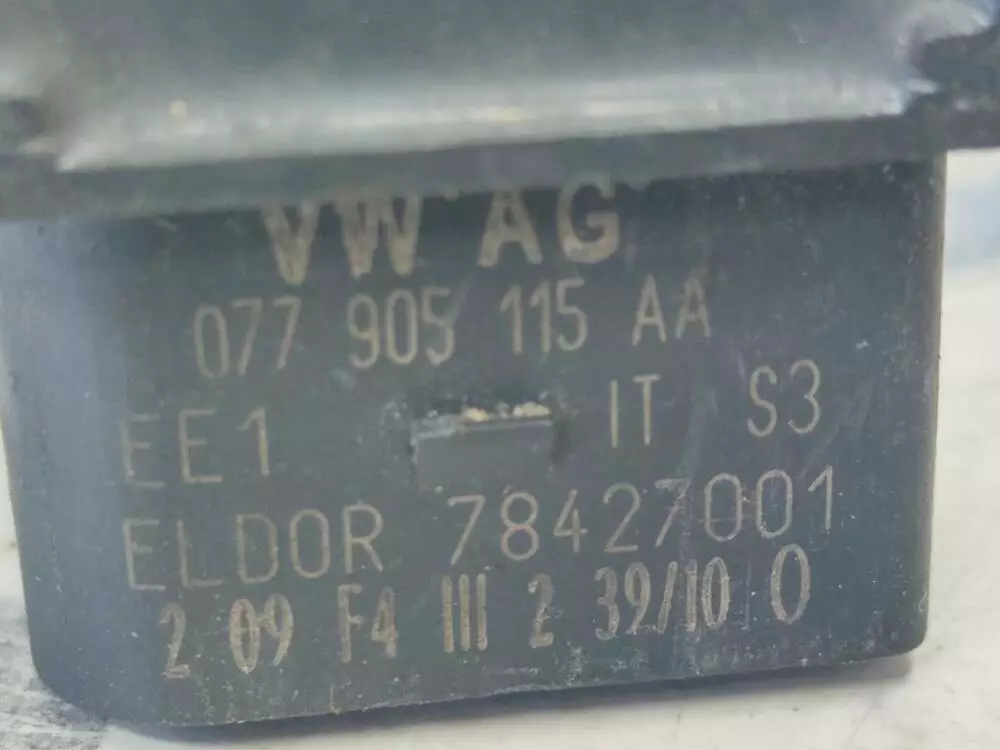 VW AG
077 905 115 AA
EE1 IT S3
ELDOR 78427001
2 09 F4 III 2 39/10 0